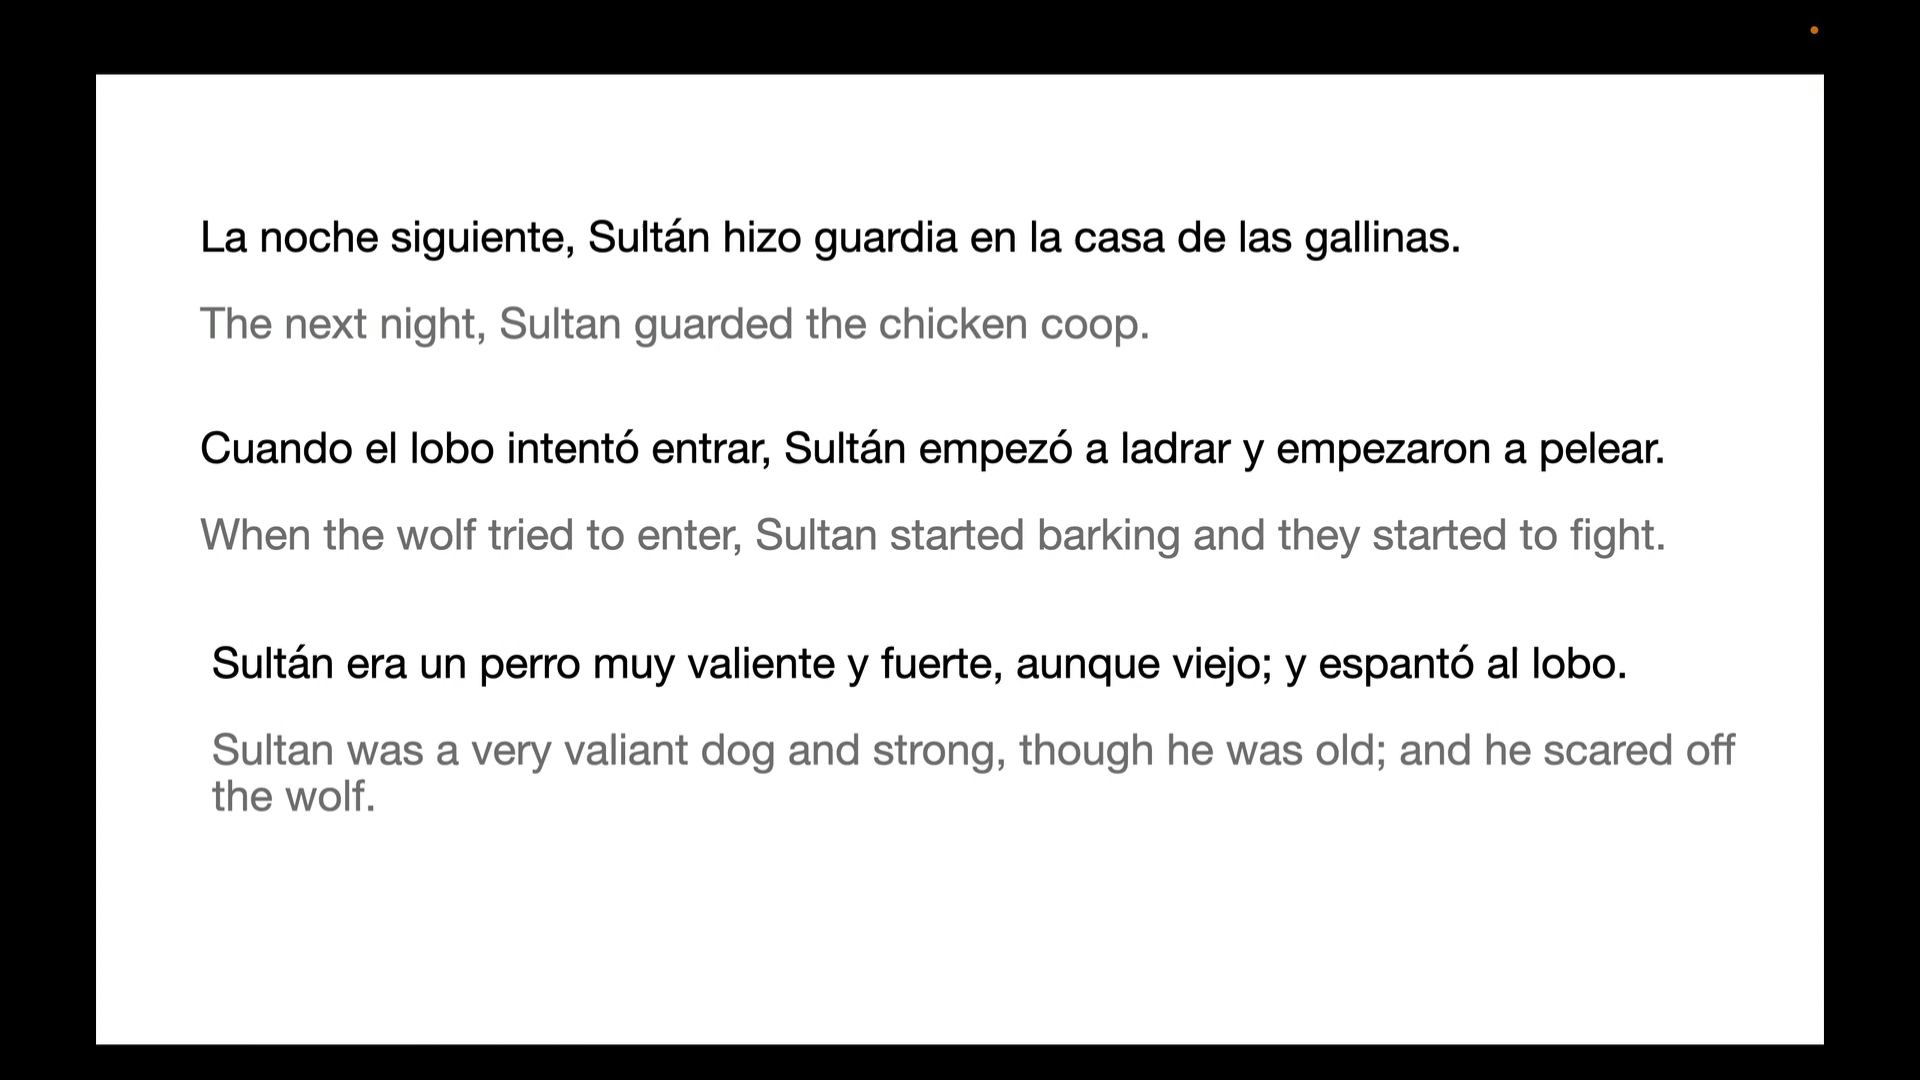 La noche siguiente, Sultán hizo guardia en la casa de las gallinas.
The next night, Sultan guarded the chicken coop.
Cuando el lobo intentó entrar, Sultán empezó a ladrar y empezaron a pelear.
When the wolf tried to enter, Sultan started barking and they started to fight.
Sultán era un perro muy valiente y fuerte, aunque viejo; y espantó al lobo.
Sultan was a very valiant dog and strong, though he was old; and he scared off
the wolf.